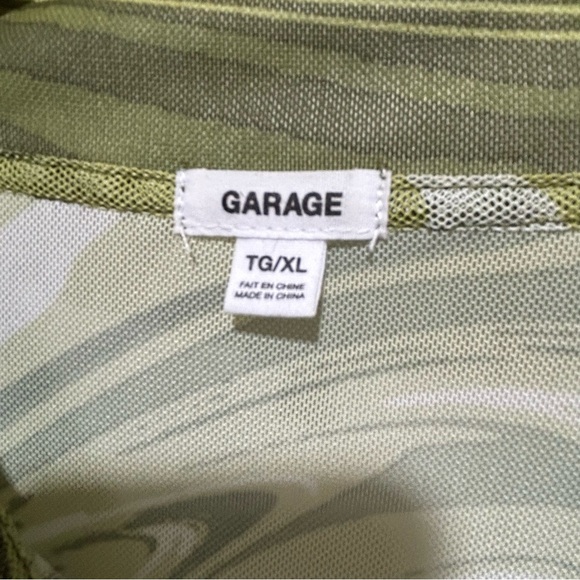 GARAGE
TG/XL
FAIT EN CHINE
MADE IN CHINA